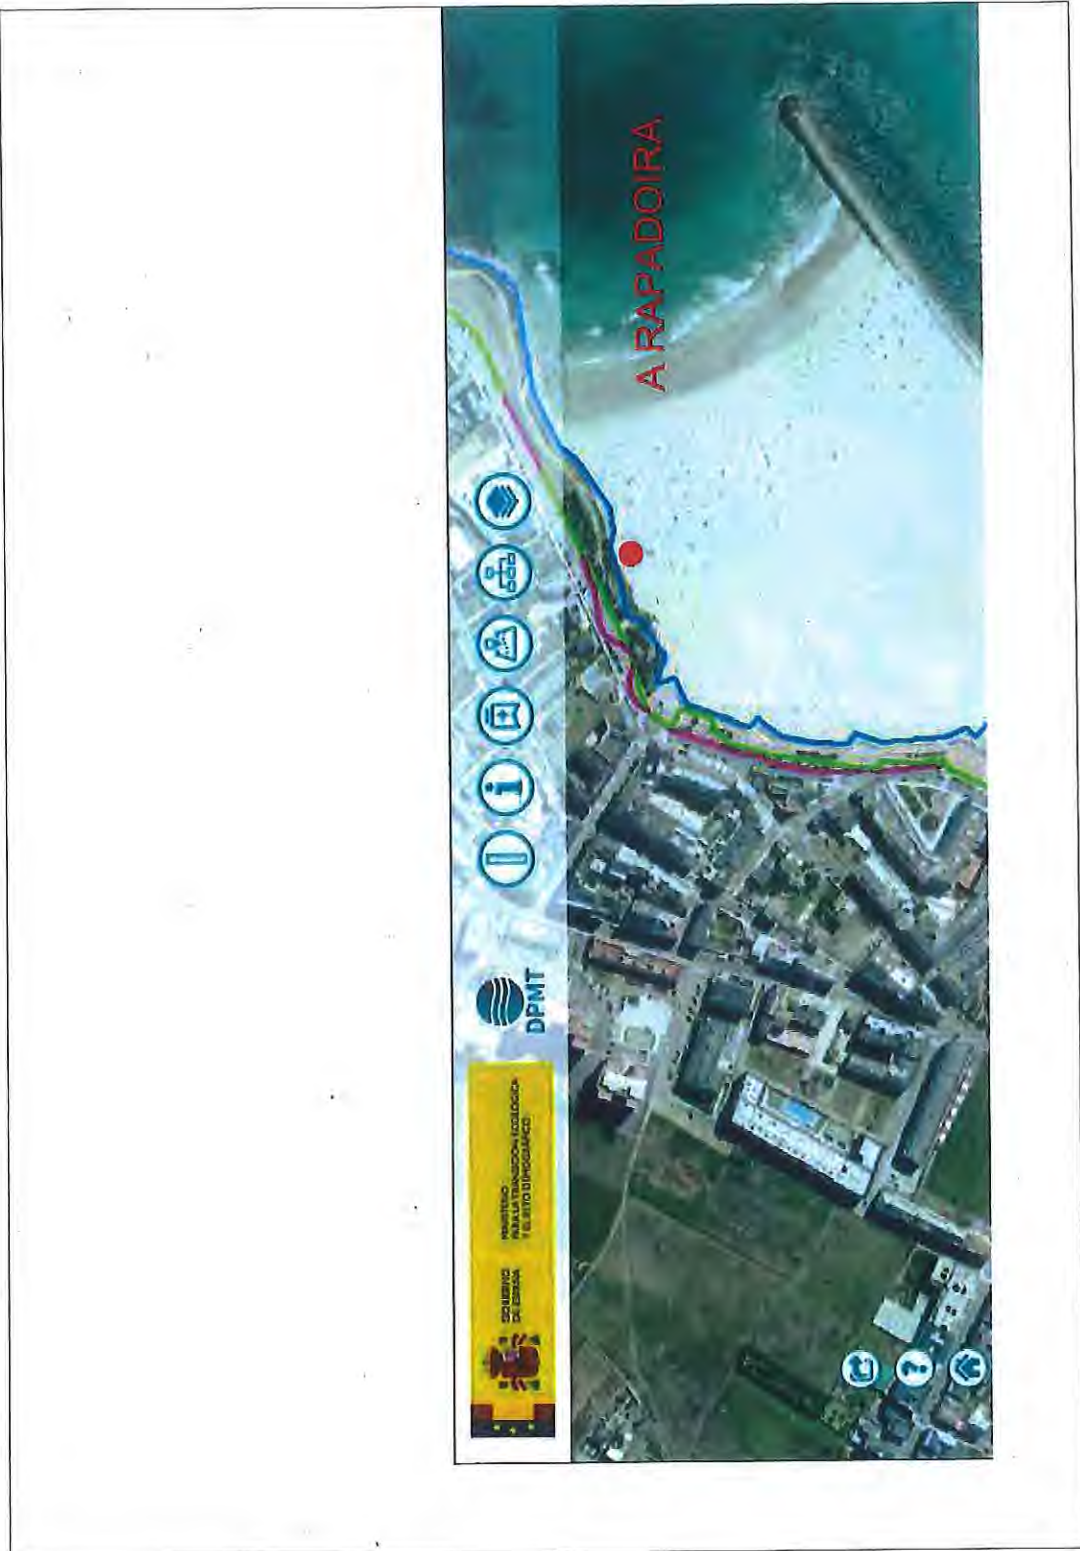 GOBIERNO
DE ESPAÑA
MINISTERIO
PARA LA TRANSICIÓN ECOLÓGICA
Y EL RETO DEMOGRÁFICO
DPMT
A RAPADOIRA